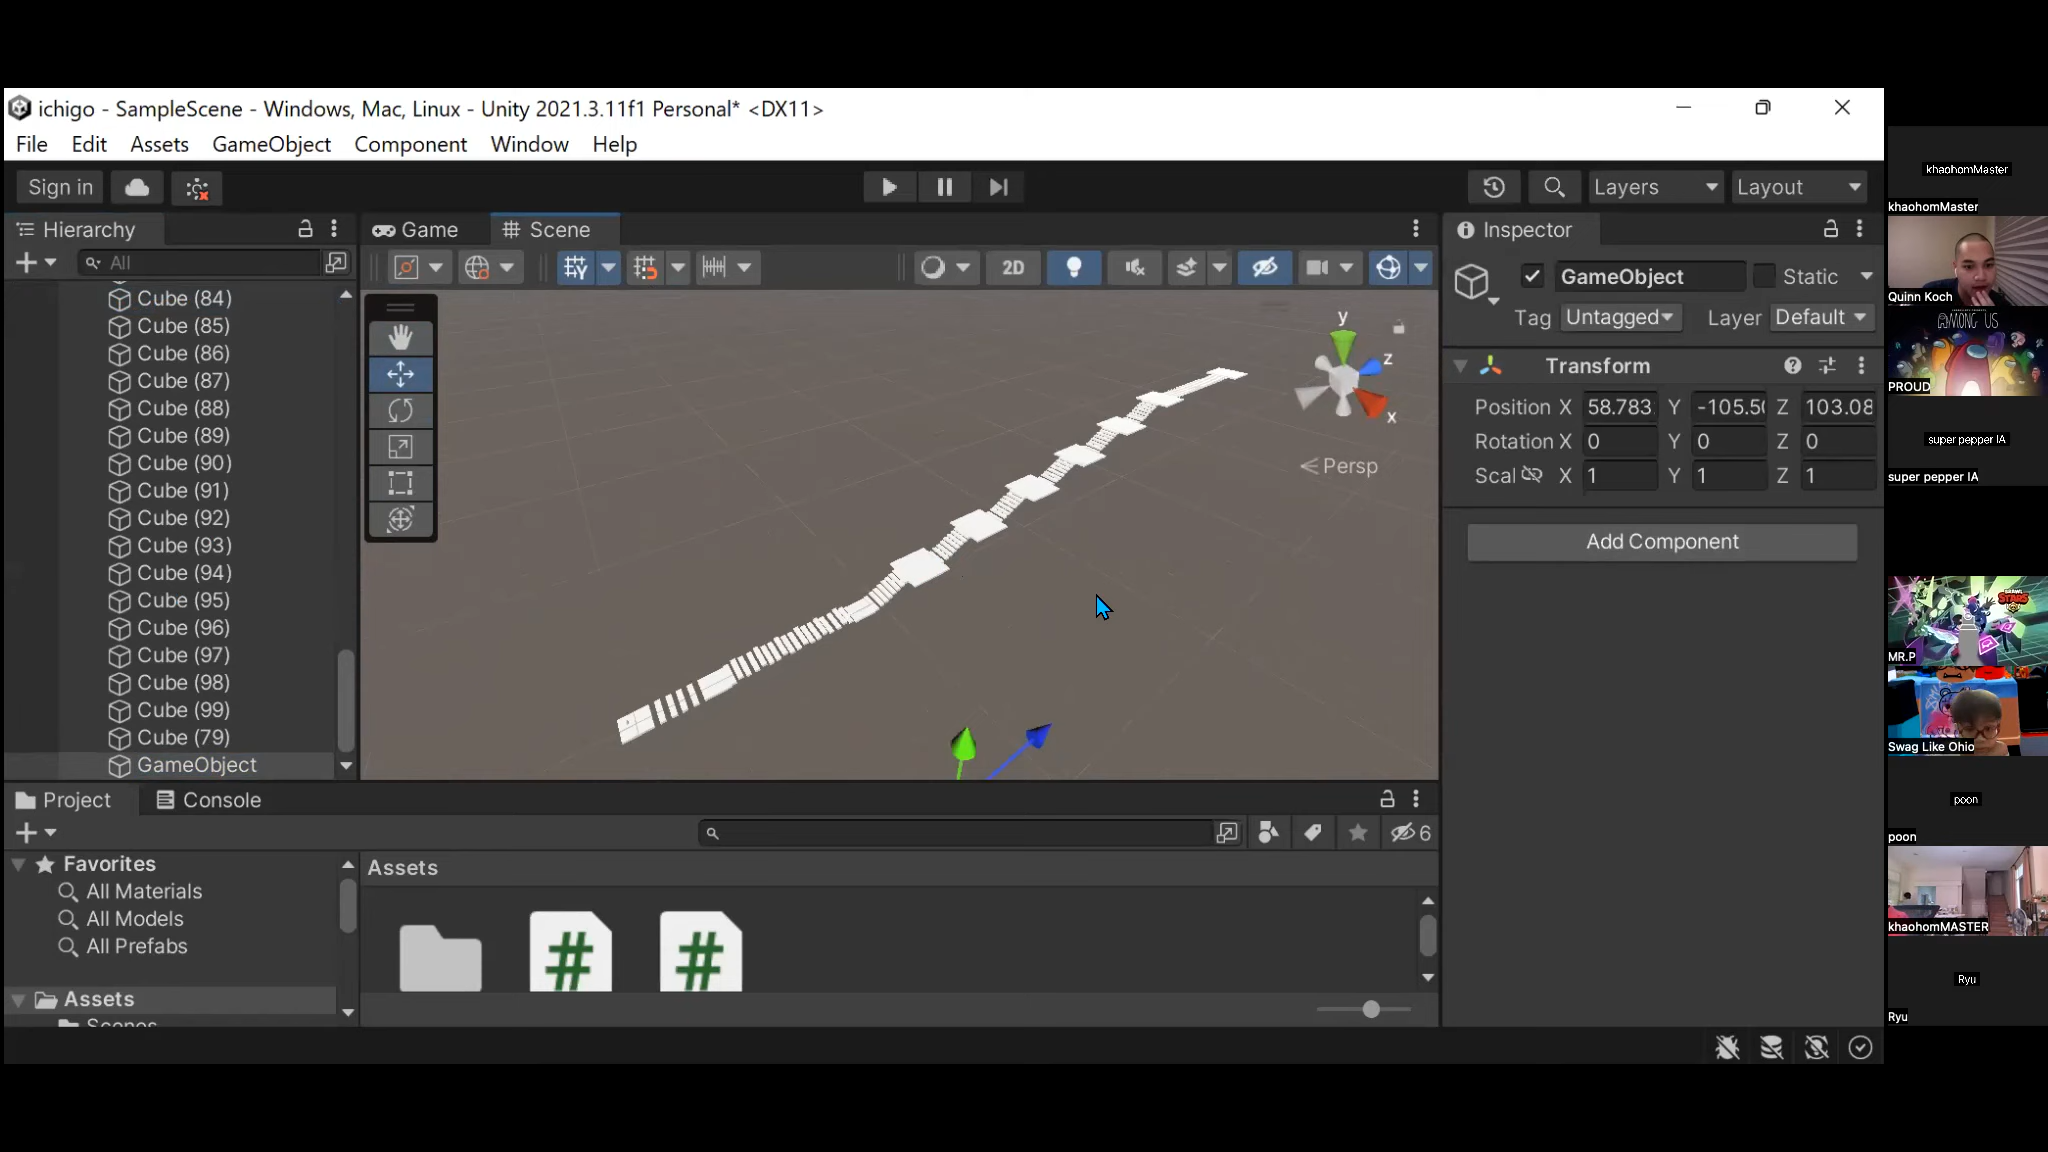 ichigo - SampleScene - Windows, Mac, Linux - Unity 2021.3.11f1 Personal* <DX11>
File Edit Assets GameObject Component Window Help
Sign in
Layers
Layout
Hierarchy
All
Cube (84)
Cube (85)
Cube (86)
Cube (87)
Cube (88)
Cube (89)
Cube (90)
Cube (91)
Cube (92)
Cube (93)
Cube (94)
Cube (95)
Cube (96)
Cube (97)
Cube (98)
Cube (99)
Cube (79)
GameObject
Game
Scene
2D
y
z
x
Persp
Inspector
GameObject
Static
Tag Untagged Layer Default
Transform
Position X 58.783 Y -105.50 Z 103.08
Rotation X 0 Y 0 Z 0
Scal X 1 Y 1 Z 1
Add Component
Project
Console
6
Favorites
All Materials
All Models
All Prefabs
Assets
Scenes
Assets
#
#
khaohomMaster
khaohomMaster
Quinn Koch
AMONG US
PROUD
super pepper IA
super pepper IA
BRAWL
STARS
MR.P
Swag Like Ohio
poon
poon
khaohomMASTER
Ryu
Ryu